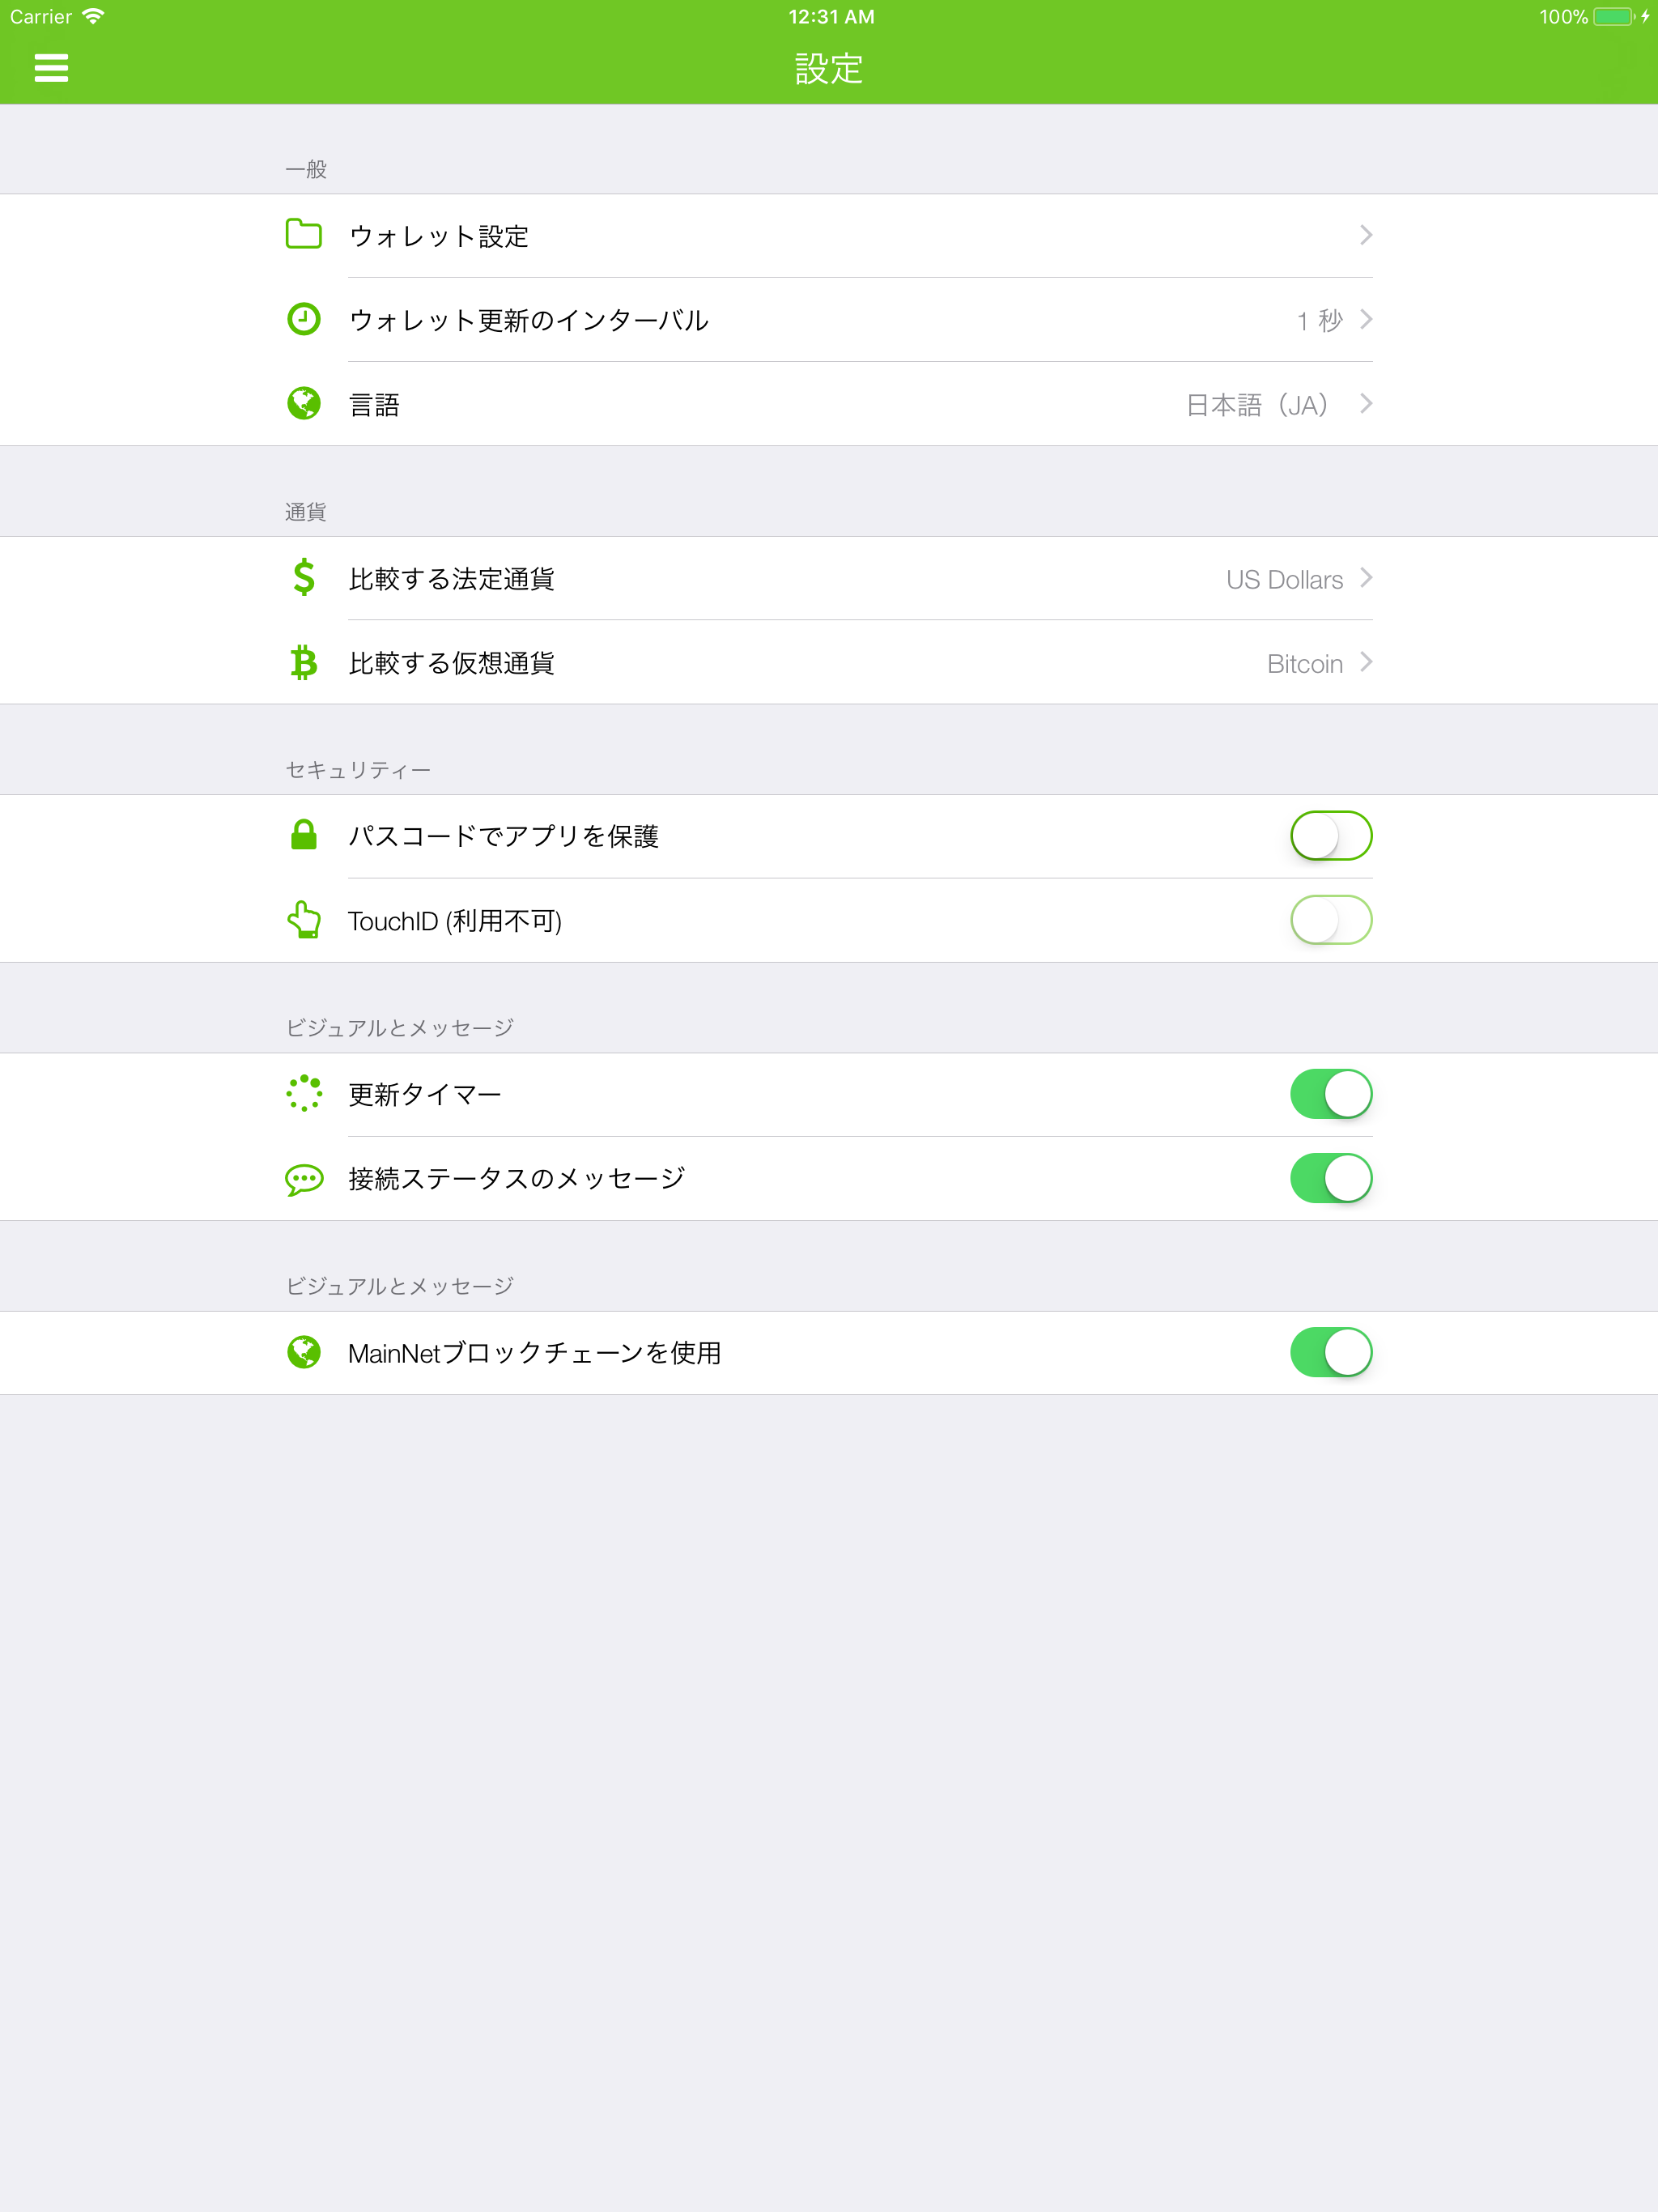 Carrier 12:31 AM 100%
設定
一般
ウォレット設定
ウォレット更新のインターバル 1 秒
言語 日本語（JA）
通貨
比較する法定通貨 US Dollars
比較する仮想通貨 Bitcoin
セキュリティー
パスコードでアプリを保護
TouchID (利用不可)
ビジュアルとメッセージ
更新タイマー
接続ステータスのメッセージ
ビジュアルとメッセージ
MainNetブロックチェーンを使用